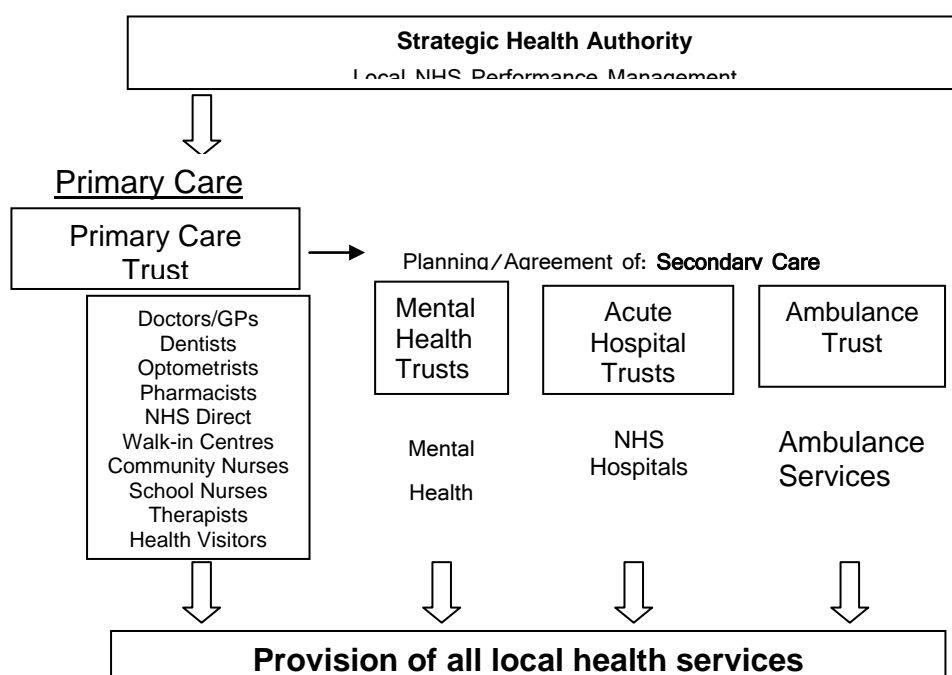 Strategic Health Authority
Local NHS Performance Management
Primary Care
Primary Care
Trust
Planning/Agreement of: Secondary Care
Doctors/GPs
Dentists
Optometrists
Pharmacists
NHS Direct
Walk-in Centres
Community Nurses
School Nurses
Therapists
Health Visitors
Mental
Health
Trusts
Mental
Health
Acute
Hospital
Trusts
NHS
Hospitals
Ambulance
Trust
Ambulance
Services
Provision of all local health services